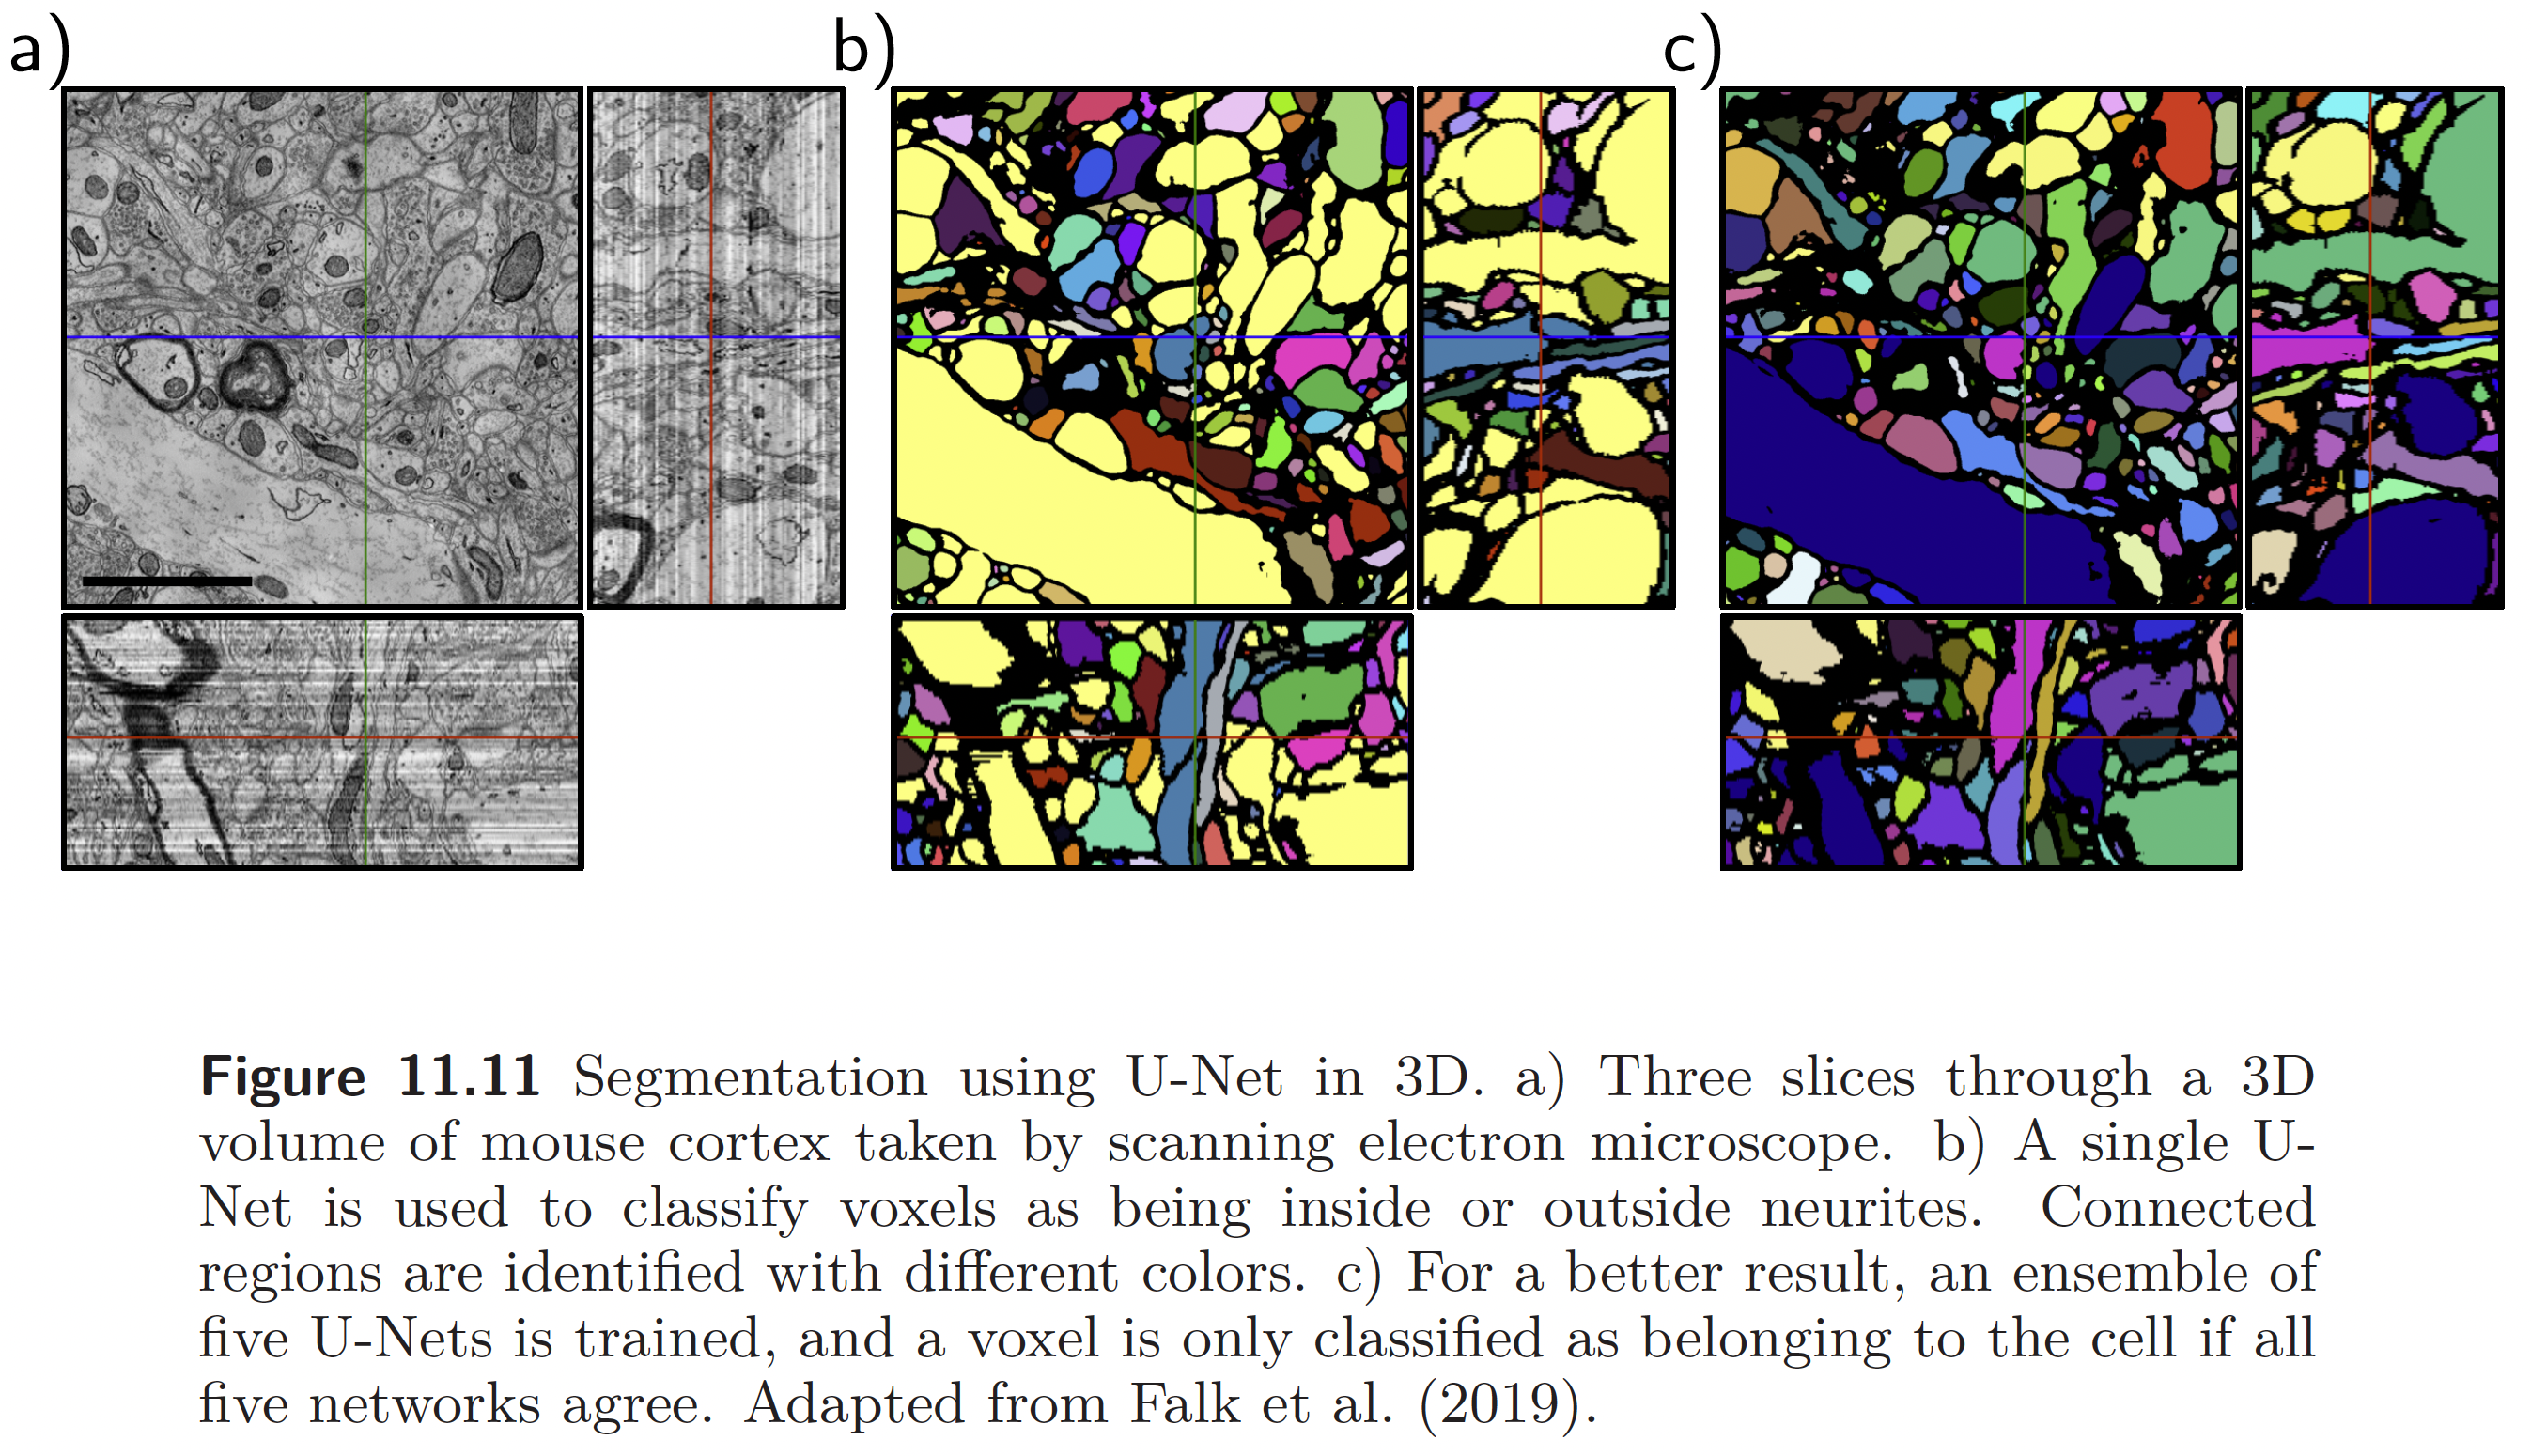 a) b) c)
Figure 11.11 Segmentation using U-Net in 3D. a) Three slices through a 3D
volume of mouse cortex taken by scanning electron microscope. b) A single U-
Net is used to classify voxels as being inside or outside neurites. Connected
regions are identified with different colors. c) For a better result, an ensemble of
five U-Nets is trained, and a voxel is only classified as belonging to the cell if all
five networks agree. Adapted from Falk et al. (2019).